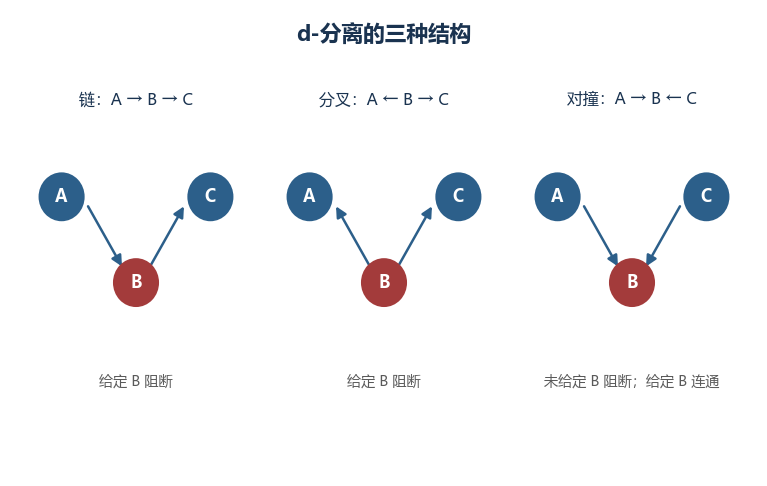 d-分离的三种结构
链：A → B → C
分叉：A ← B → C
对撞：A → B ← C
A
C
A
C
A
C
B
B
B
给定 B 阻断
给定 B 阻断
未给定 B 阻断；给定 B 连通